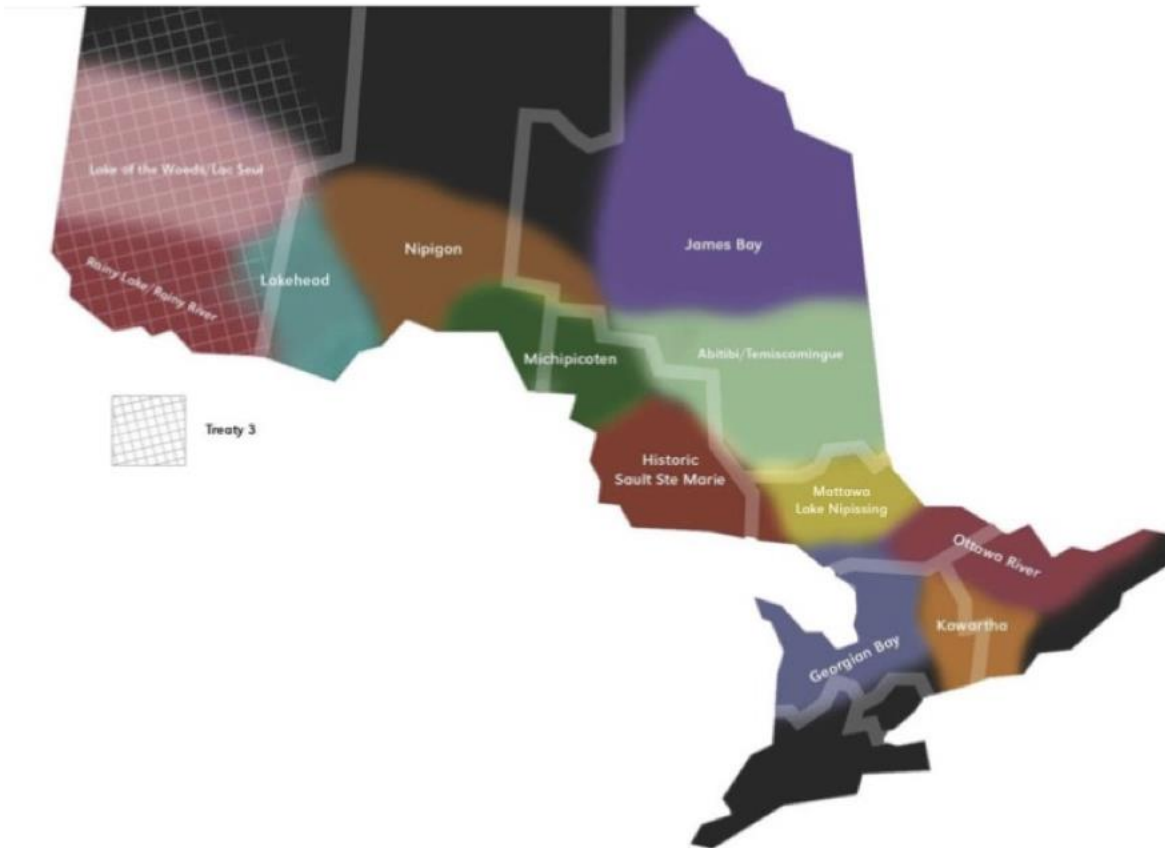 Lake of the Woods/Lac Seul
Nipigon
James Bay
Rainy Lake/Rainy River
Lakehead
Michipicoten
Abitibi/Temiscamingue
Treaty 3
Historic
Sault Ste Marie
Mattawa
Lake Nipissing
Ottawa River
Kawartha
Georgian Bay